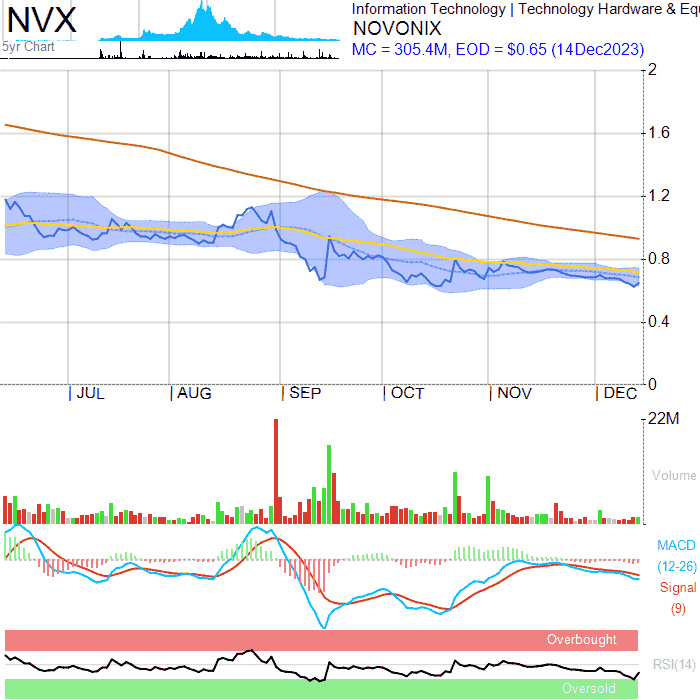 NVX
5yr Chart
Information Technology | Technology Hardware & Equ
NOVONIX
MC = 305.4M, EOD = $0.65 (14Dec2023)
2
1.6
1.2
0.8
0.4
0
| JUL | AUG | SEP | OCT | NOV | DEC
22M
Volume
MACD
(12-26)
Signal
(9)
Overbought
RSI(14)
Oversold